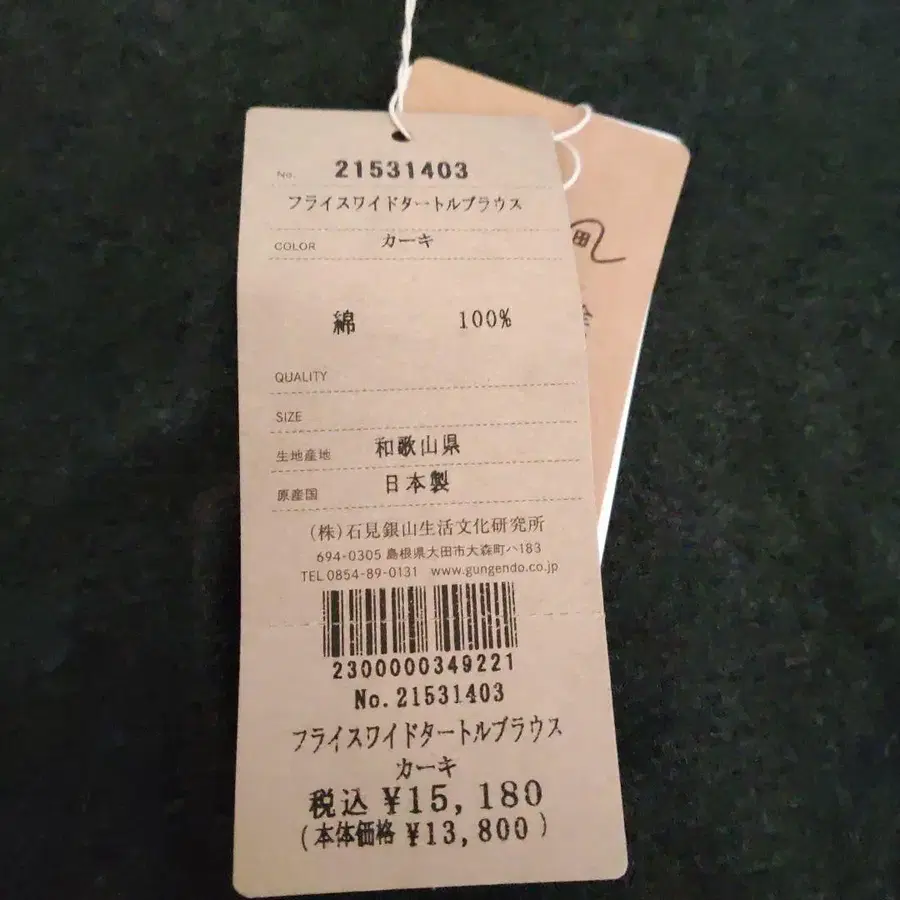 No. 21531403
フライスワイドタートルブラウス
COLOR カーキ
綿 100%
QUALITY
SIZE
生地産地 和歌山県
原産国 日本製
(株)石見銀山生活文化研究所
694-0305 島根県大田市大森町ハ183
TEL 0854-89-0131 www.gungendo.co.jp
2300000349221
No.21531403
フライスワイドタートルブラウス
カーキ
税込 ¥15,180
(本体価格 ¥13,800)